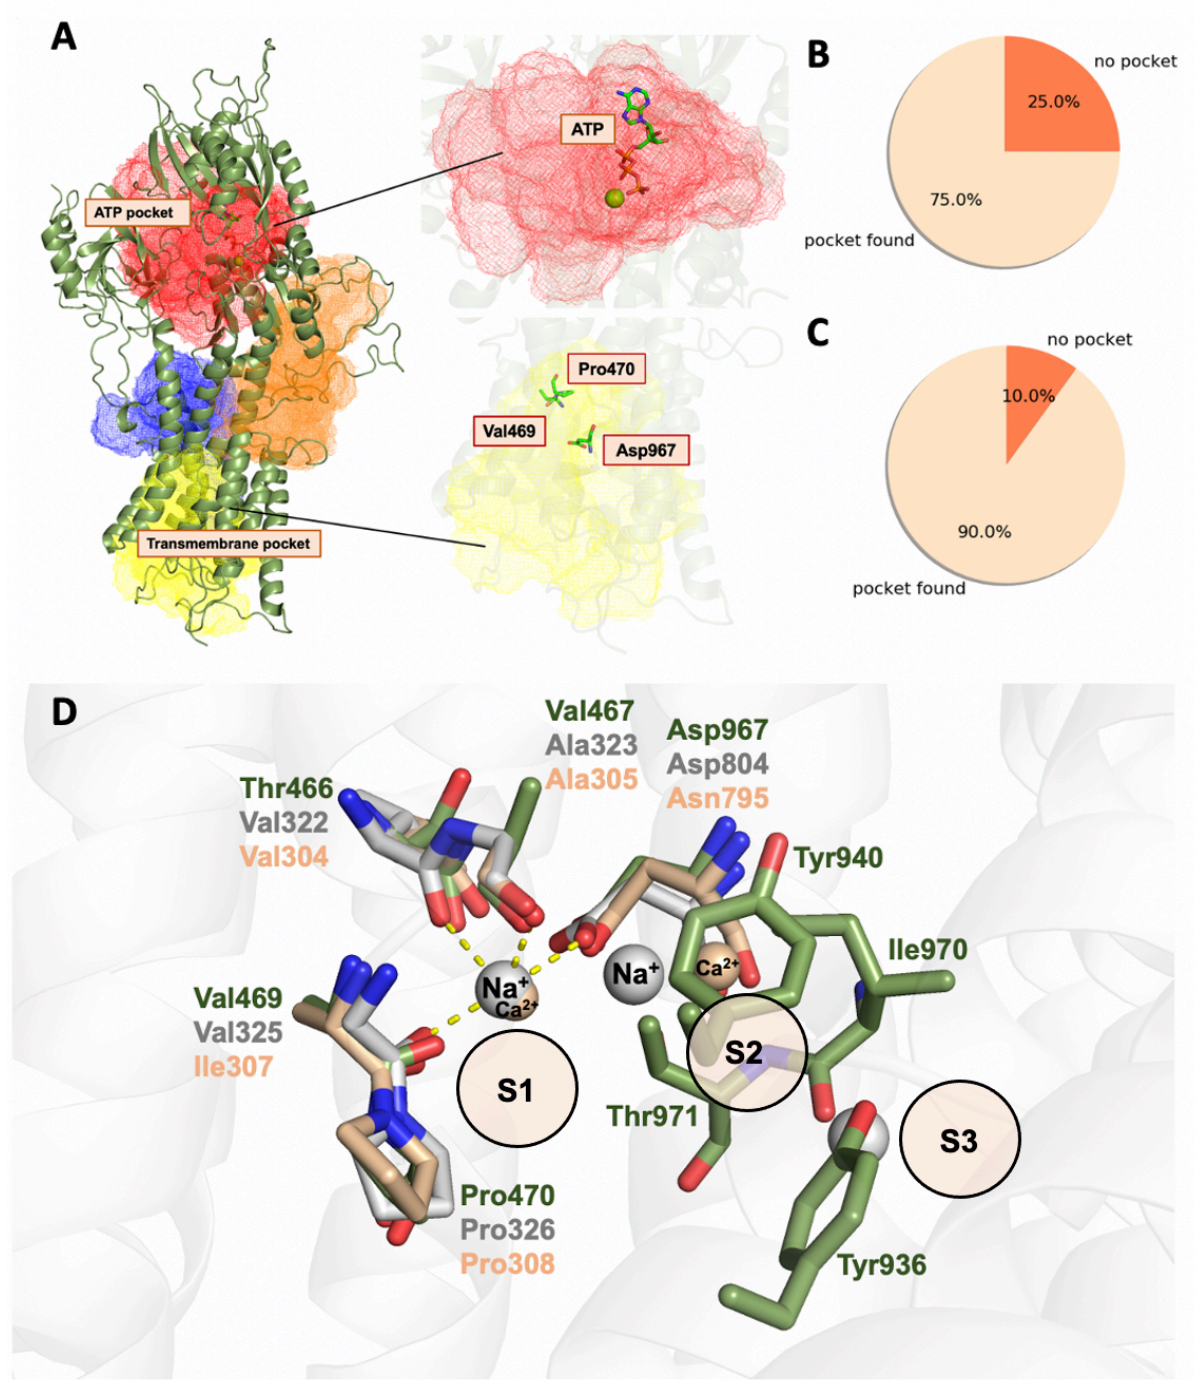 A
ATP pocket
Transmembrane pocket
ATP
Pro470
Val469
Asp967
B
no pocket
25.0%
75.0%
pocket found
C
no pocket
10.0%
90.0%
pocket found
D
Thr466
Val322
Val304
Val467
Ala323
Ala305
Asp967
Asp804
Asn795
Tyr940
Ile970
Val469
Val325
Ile307
Na⁺
Ca²⁺
Na⁺
Ca²⁺
S1
S2
S3
Thr971
Pro470
Pro326
Pro308
Tyr936